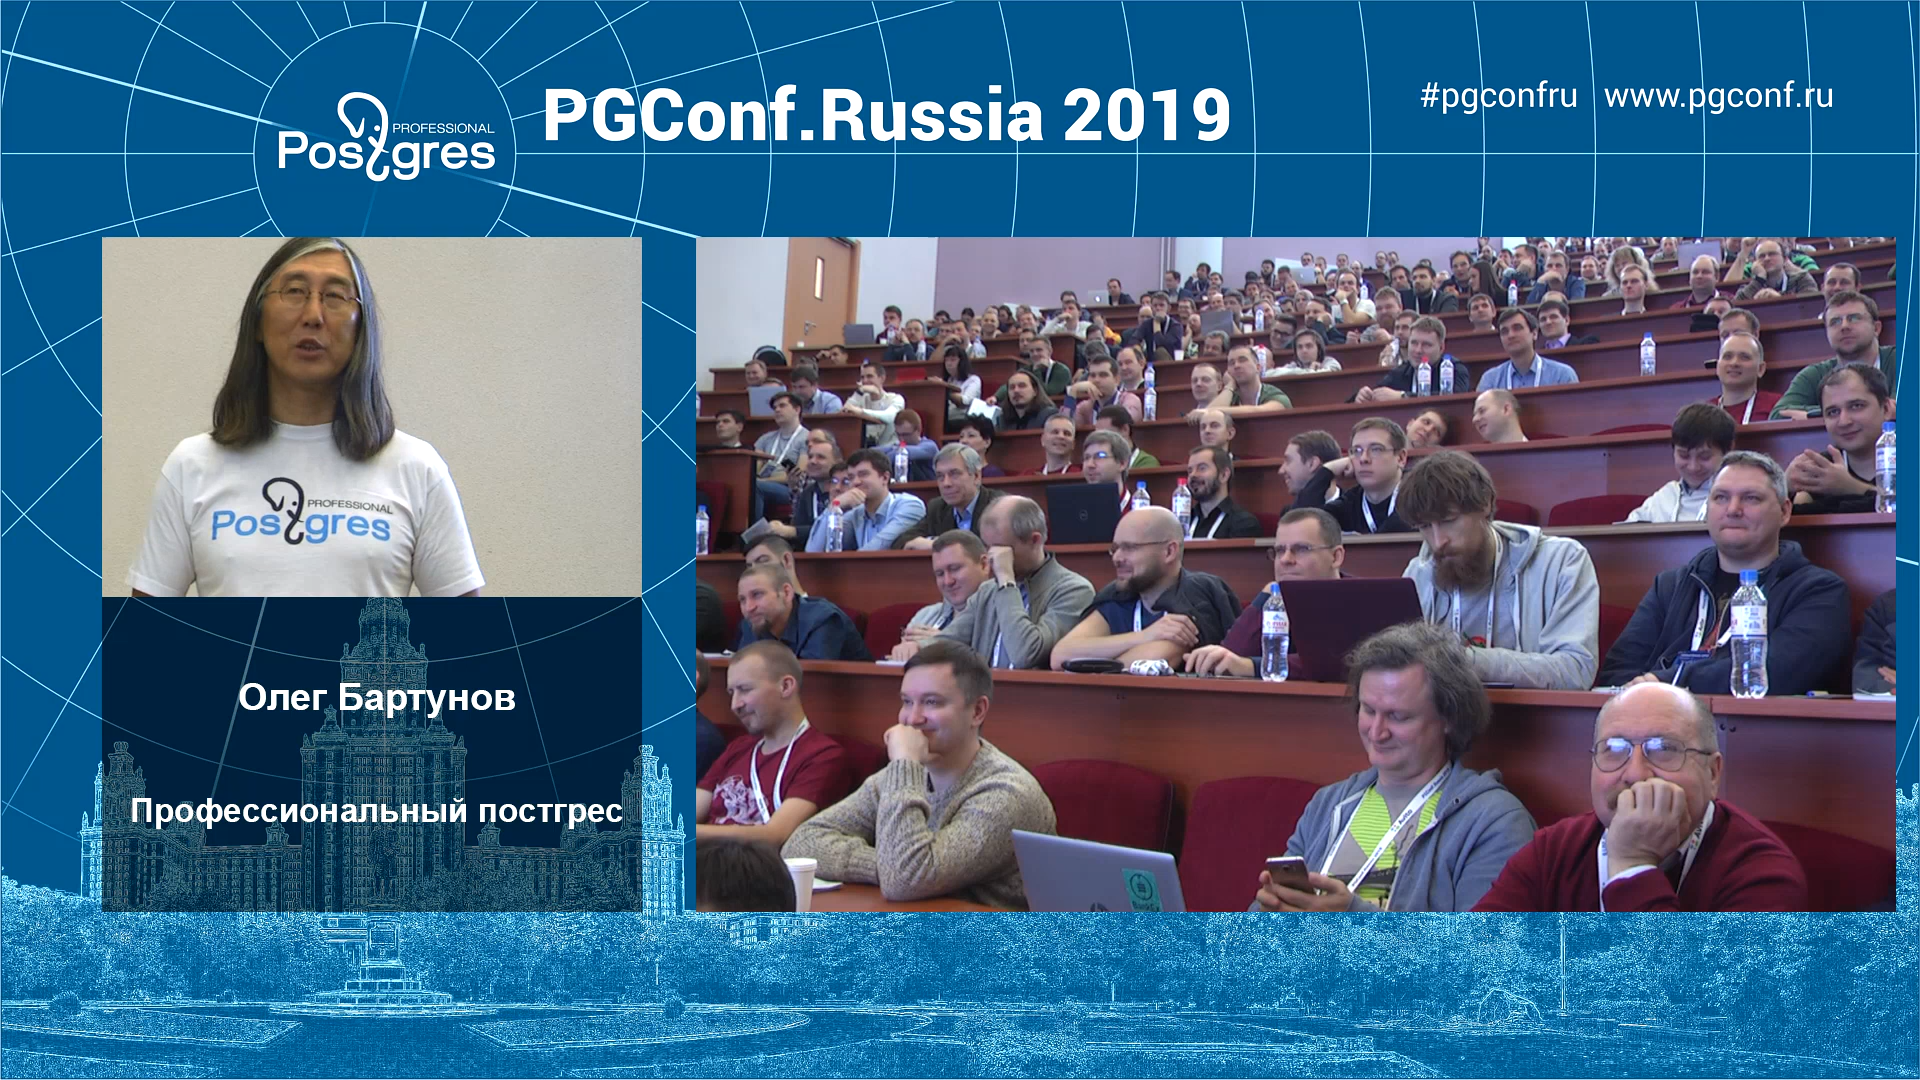 PROFESSIONAL
Postgres
PGConf.Russia 2019
#pgconfru www.pgconf.ru
PROFESSIONAL
Postgres
Олег Бартунов
Профессиональный постгрес